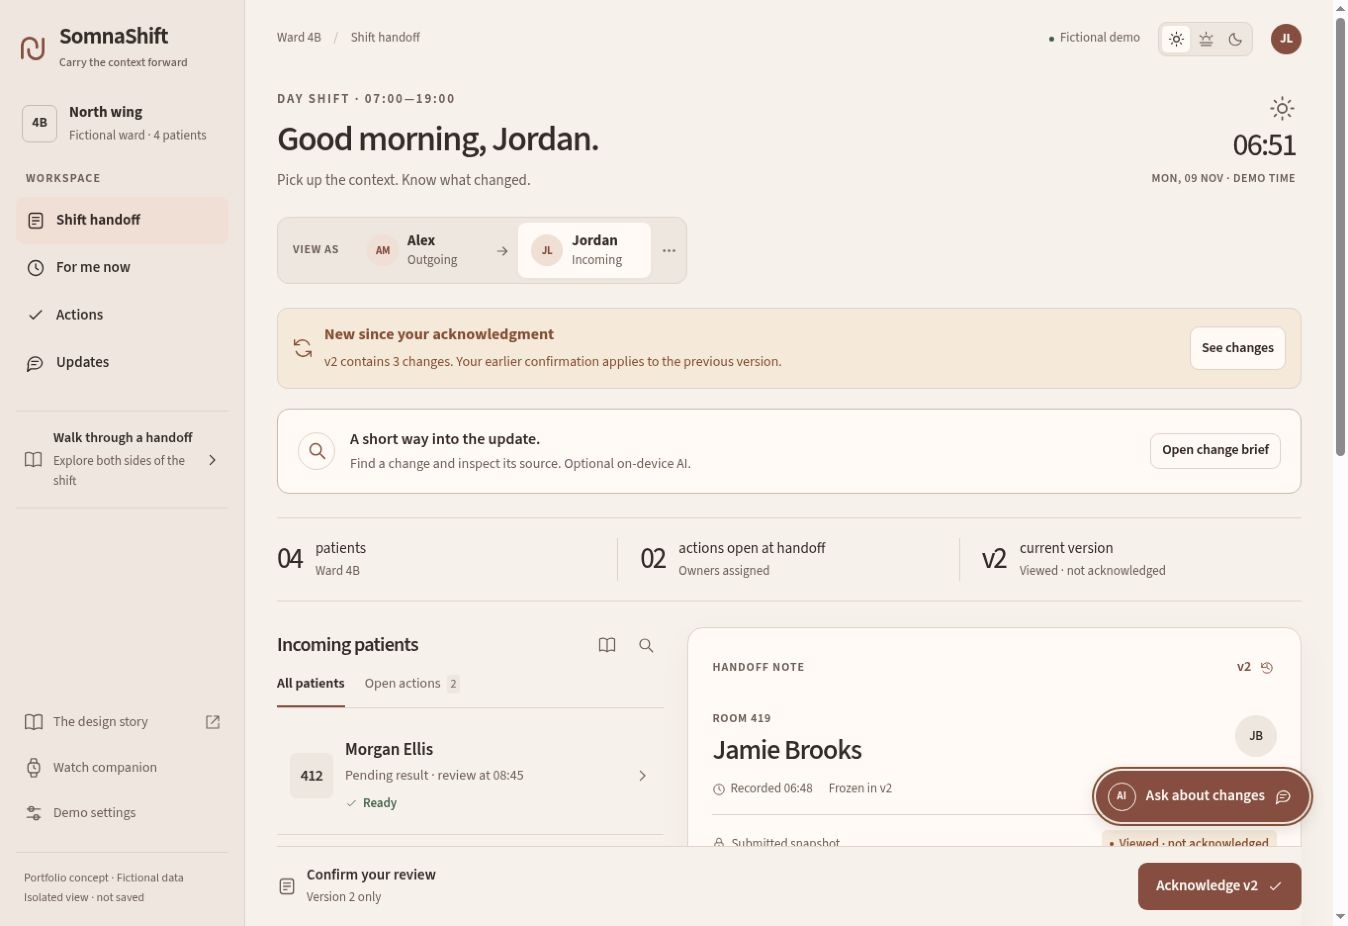 SomnaShift
Carry the context forward
4B
North wing
Fictional ward · 4 patients
WORKSPACE
Shift handoff
For me now
Actions
Updates
Walk through a handoff
Explore both sides of the
shift
The design story
Watch companion
Demo settings
Portfolio concept · Fictional data
Isolated view · not saved
Ward 4B / Shift handoff
Fictional demo
JL
DAY SHIFT · 07:00—19:00
Good morning, Jordan.
Pick up the context. Know what changed.
06:51
MON, 09 NOV · DEMO TIME
VIEW AS
AM
Alex
Outgoing
JL
Jordan
Incoming
New since your acknowledgment
v2 contains 3 changes. Your earlier confirmation applies to the previous version.
See changes
A short way into the update.
Find a change and inspect its source. Optional on-device AI.
Open change brief
04
patients
Ward 4B
02
actions open at handoff
Owners assigned
v2
current version
Viewed · not acknowledged
Incoming patients
All patients
Open actions 2
412
Morgan Ellis
Pending result · review at 08:45
Ready
HANDOFF NOTE
v2
ROOM 419
Jamie Brooks
JB
Recorded 06:48
Frozen in v2
Submitted snapshot
Viewed · not acknowledged
AI
Ask about changes
Confirm your review
Version 2 only
Acknowledge v2